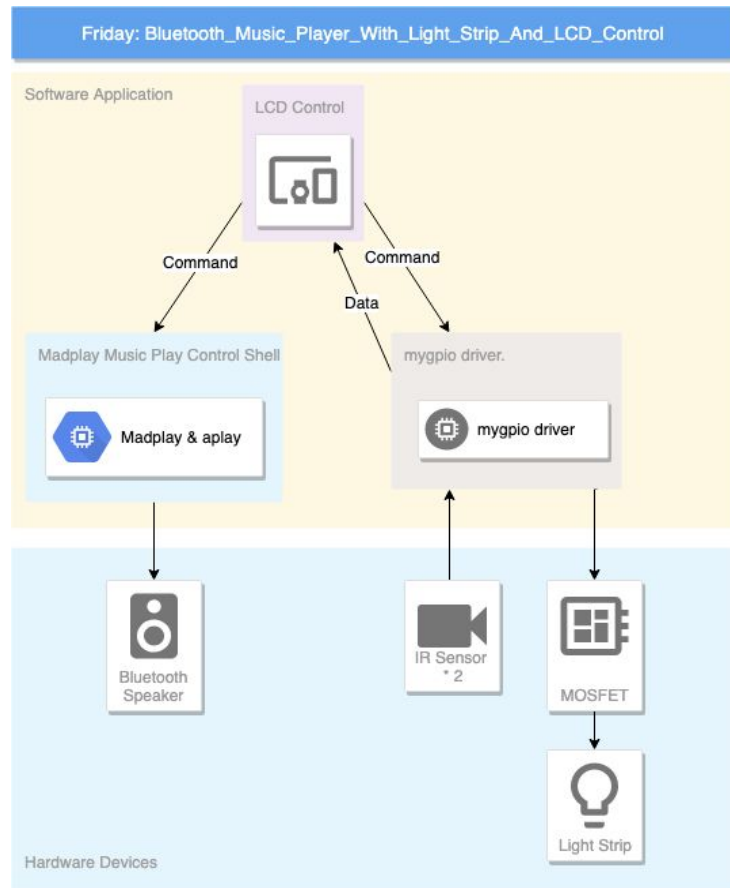 Friday: Bluetooth_Music_Player_With_Light_Strip_And_LCD_Control
Software Application
LCD Control
Command
Command
Data
Madplay Music Play Control Shell
mygpio driver.
Madplay & aplay
mygpio driver
Bluetooth
Speaker
IR Sensor
* 2
MOSFET
Light Strip
Hardware Devices